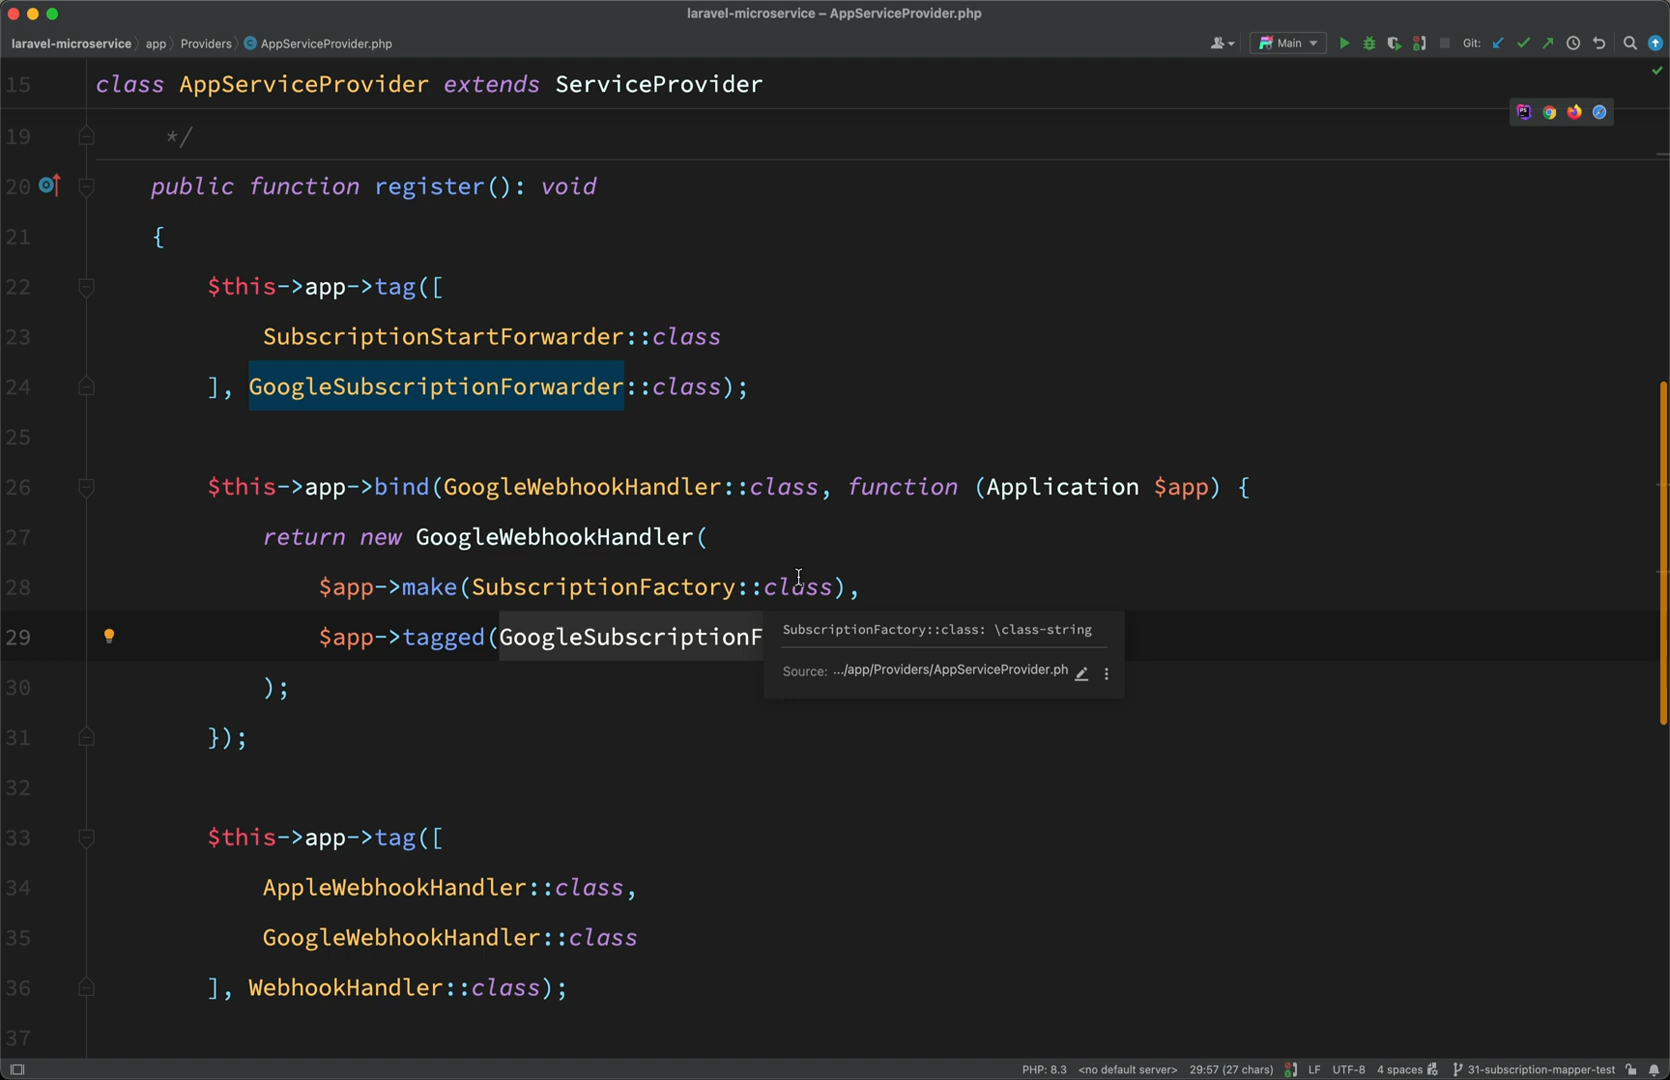 laravel-microservice – AppServiceProvider.php
laravel-microservice app Providers AppServiceProvider.php
Main Git:
15 class AppServiceProvider extends ServiceProvider
19 */
20 public function register(): void
21 {
22 $this->app->tag([
23 SubscriptionStartForwarder::class
24 ], GoogleSubscriptionForwarder::class);
25
26 $this->app->bind(GoogleWebhookHandler::class, function (Application $app) {
27 return new GoogleWebhookHandler(
28 $app->make(SubscriptionFactory::class),
29 $app->tagged(GoogleSubscriptionF
SubscriptionFactory::class: \class-string
Source: .../app/Providers/AppServiceProvider.ph
30 );
31 });
32
33 $this->app->tag([
34 AppleWebhookHandler::class,
35 GoogleWebhookHandler::class
36 ], WebhookHandler::class);
37
PHP: 8.3 <no default server> 29:57 (27 chars) LF UTF-8 4 spaces 31-subscription-mapper-test